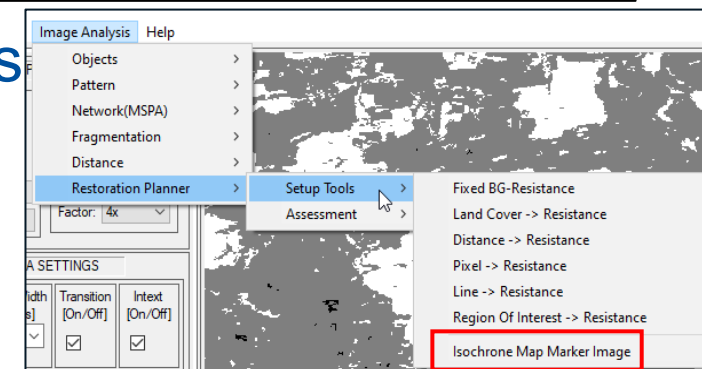 s
Image Analysis Help
Objects >
Pattern >
Network(MSPA) >
Fragmentation >
Distance >
Restoration Planner >
Setup Tools >
Assessment >
Fixed BG-Resistance
Land Cover -> Resistance
Distance -> Resistance
Pixel -> Resistance
Line -> Resistance
Region Of Interest -> Resistance
Isochrone Map Marker Image
Factor: 4x
SETTINGS
Transition
[On/Off]
Intext
[On/Off]